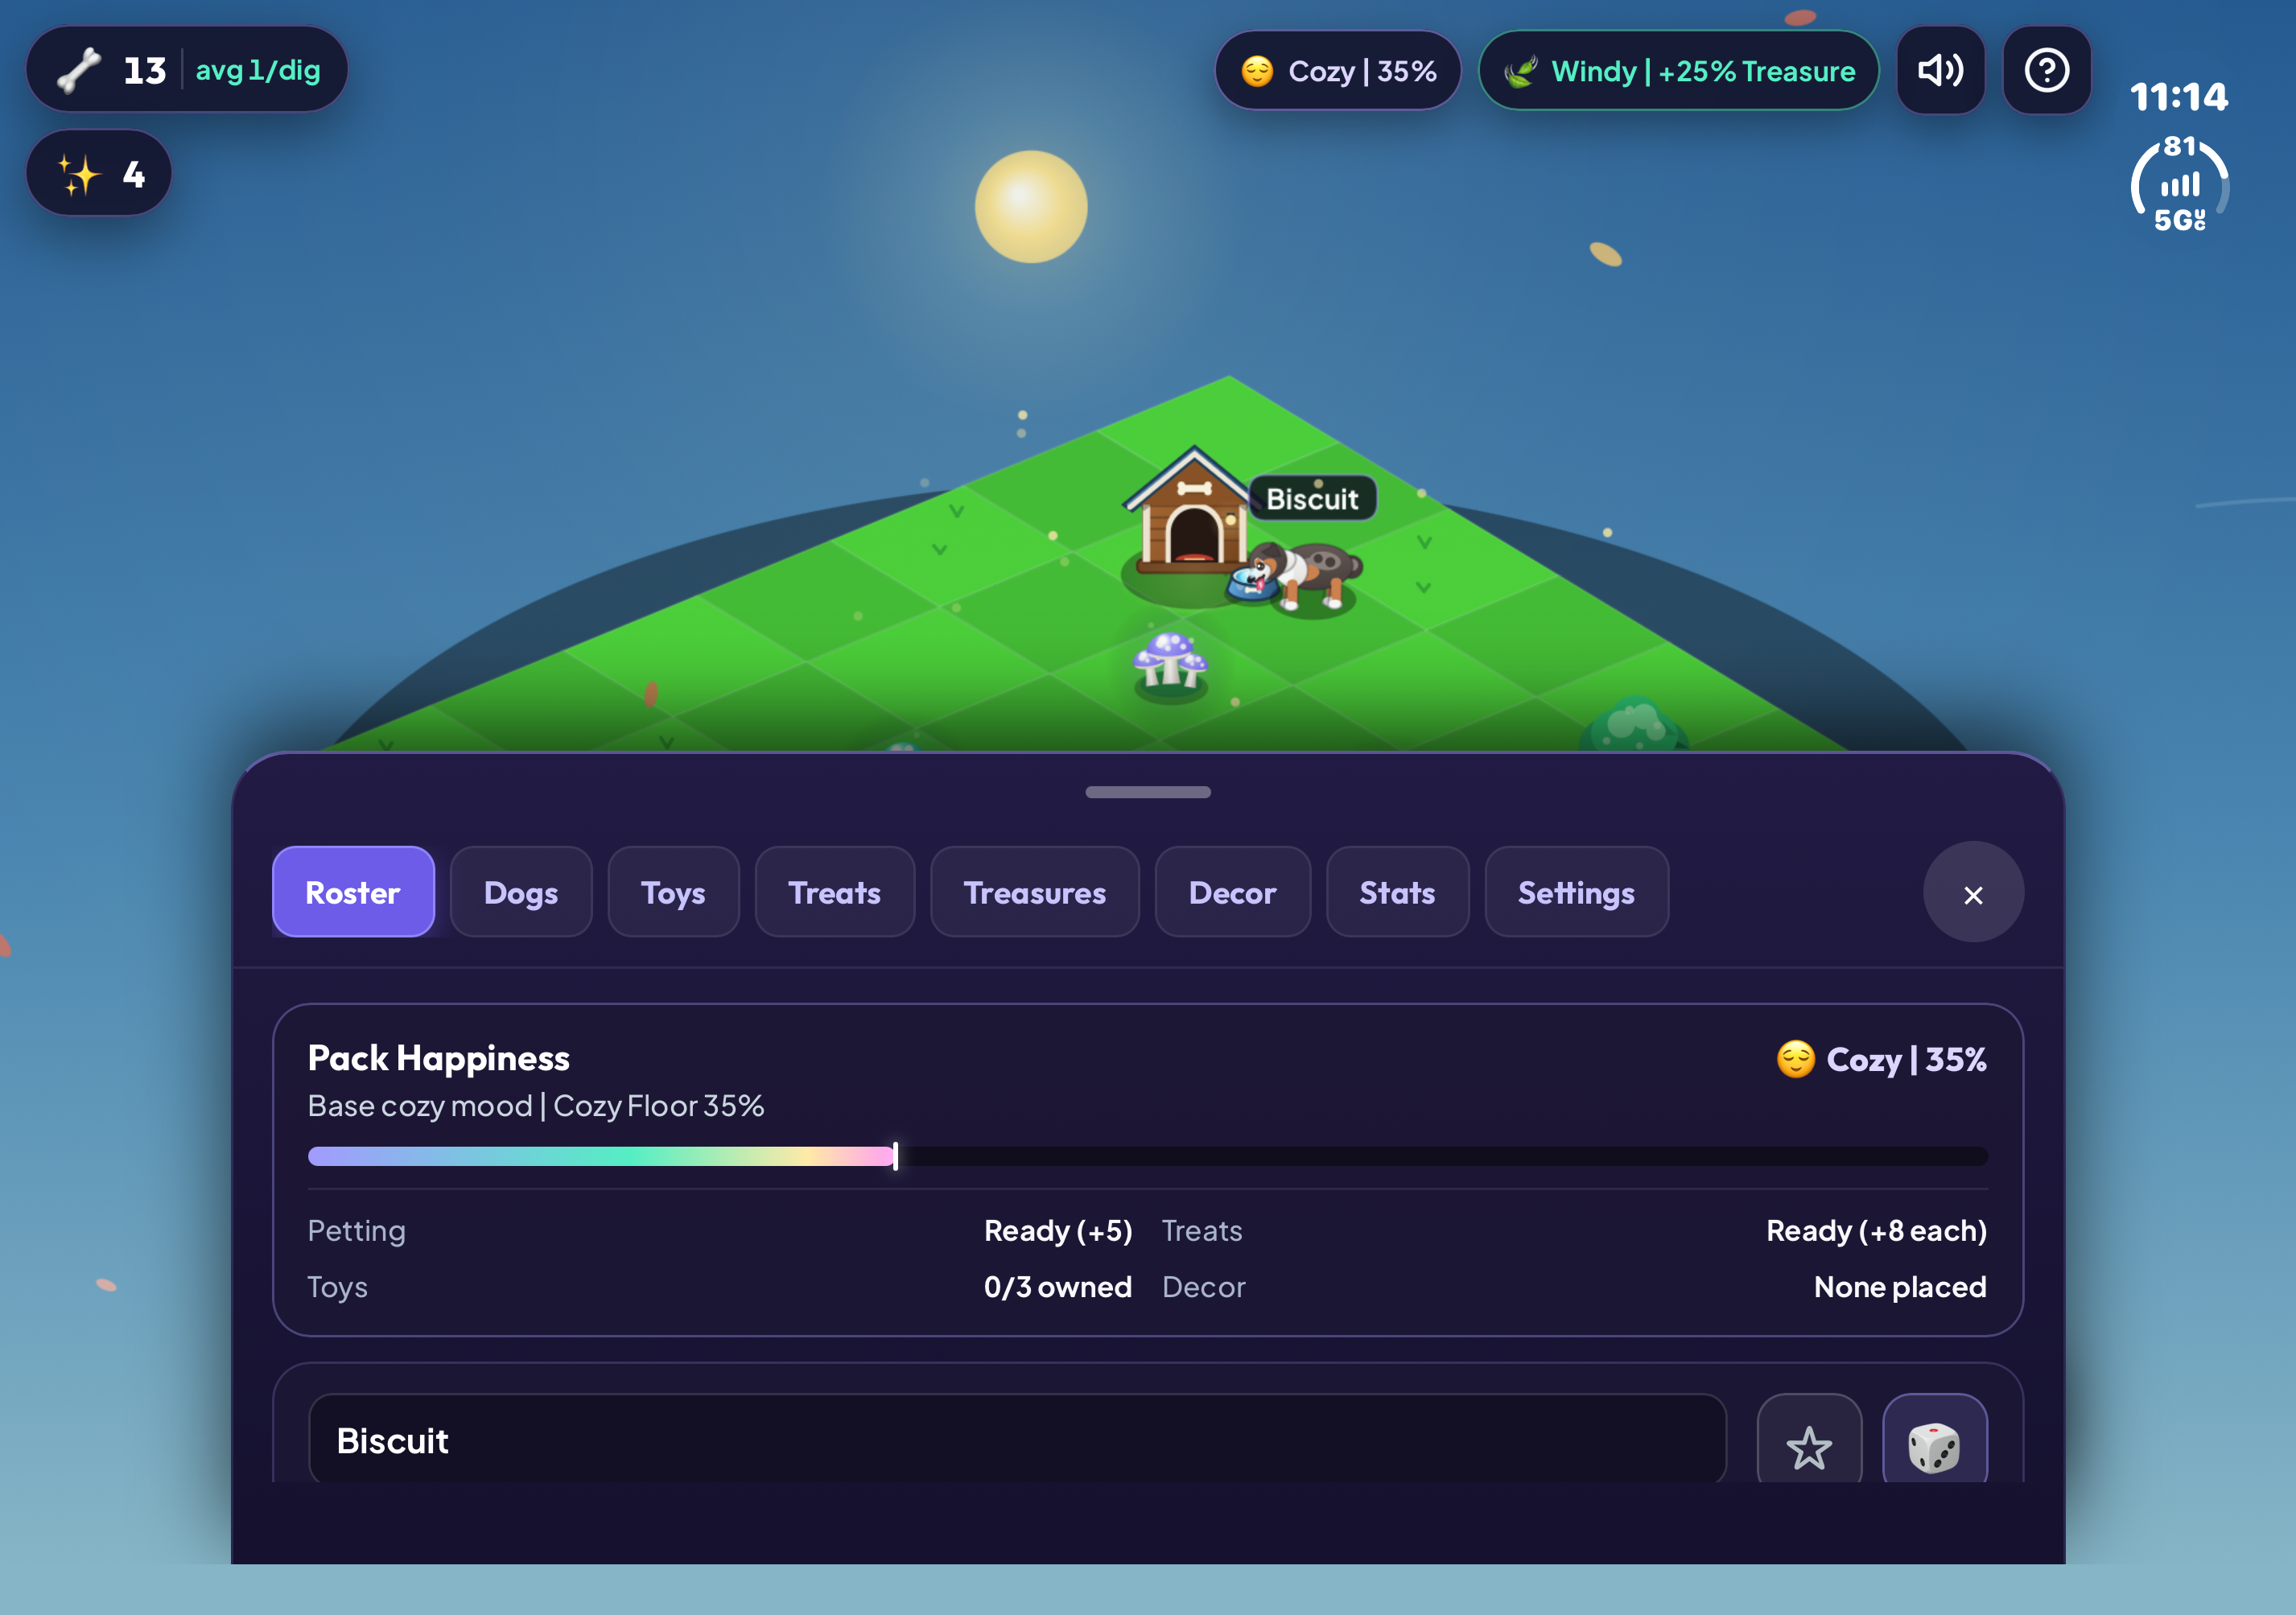 13 avg 1/dig
Cozy | 35%
Windy | +25% Treasure
11:14
4
81
5G UC
Biscuit
Roster Dogs Toys Treats Treasures Decor Stats Settings ×
Pack Happiness
Cozy | 35%
Base cozy mood | Cozy Floor 35%
Petting Ready (+5) Treats Ready (+8 each)
Toys 0/3 owned Decor None placed
Biscuit